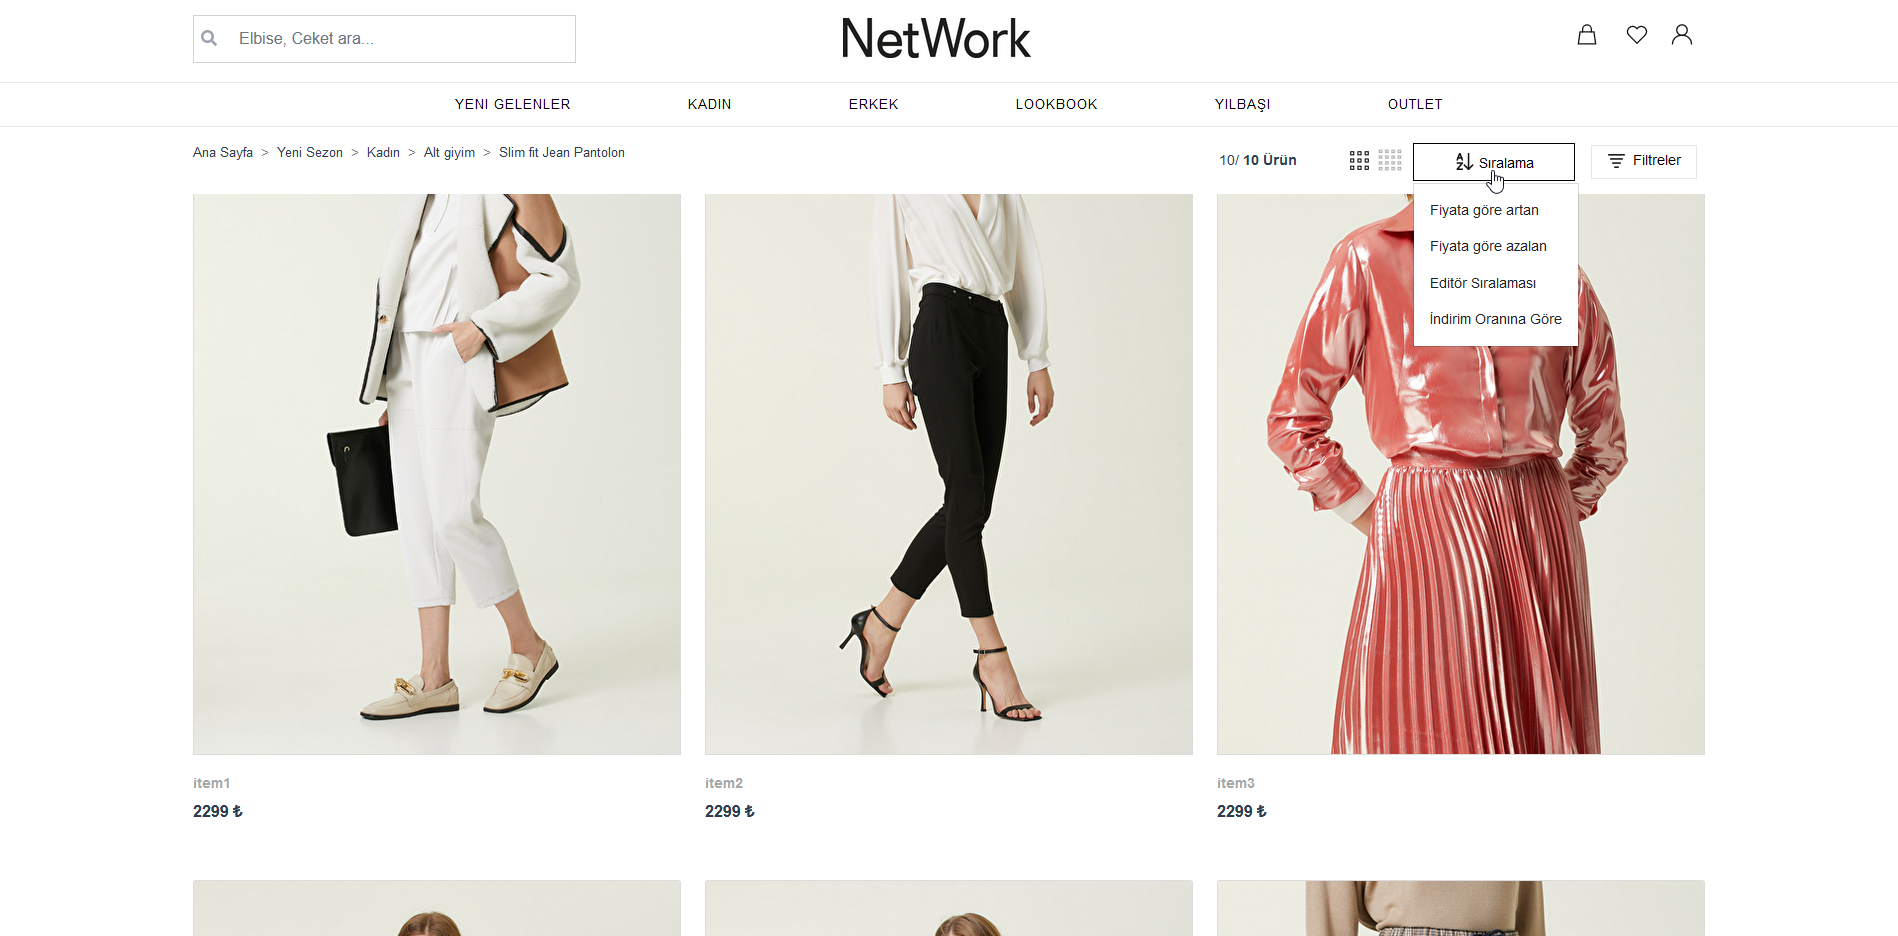 Elbise, Ceket ara...
NetWork
YENI GELENLER
KADIN
ERKEK
LOOKBOOK
YILBAŞI
OUTLET
Ana Sayfa > Yeni Sezon > Kadın > Alt giyim > Slim fit Jean Pantolon
10/ 10 Ürün
Sıralama
Filtreler
Fiyata göre artan
Fiyata göre azalan
Editör Sıralaması
İndirim Oranına Göre
item1
2299 ₺
item2
2299 ₺
item3
2299 ₺